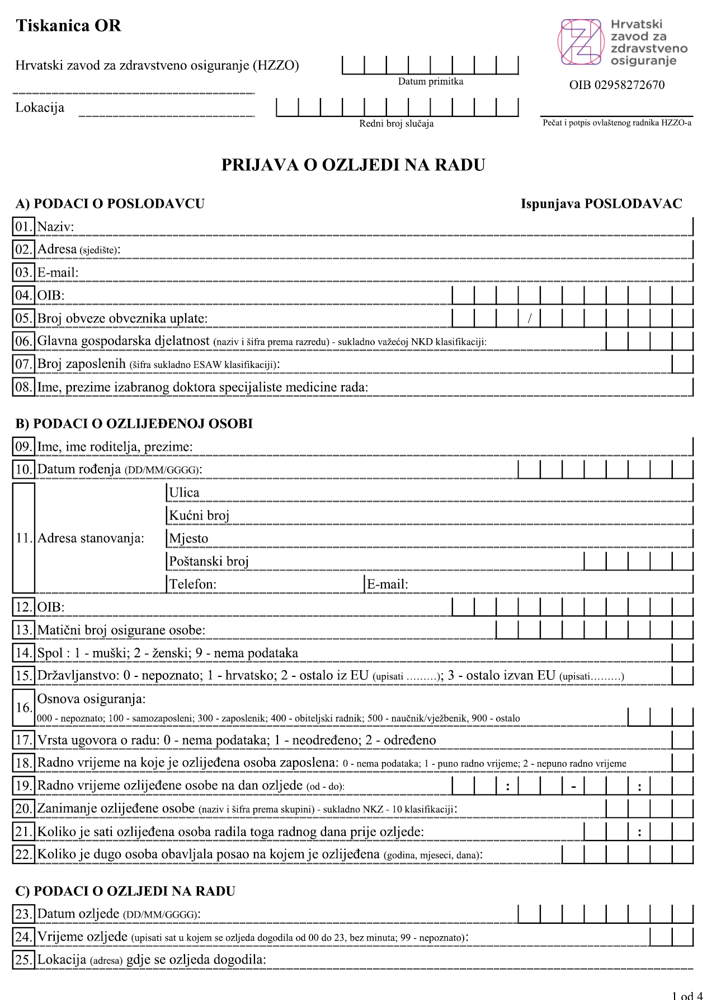 Tiskanica OR
Hrvatski
zavod za
zdravstveno
osiguranje
Hrvatski zavod za zdravstveno osiguranje (HZZO)
Datum primitka
OIB 02958272670
Lokacija
Redni broj slučaja
Pečat i potpis ovlaštenog radnika HZZO-a
PRIJAVA O OZLJEDI NA RADU
A) PODACI O POSLODAVCU Ispunjava POSLODAVAC
01. Naziv:
02. Adresa (sjedište):
03. E-mail:
04. OIB:
05. Broj obveze obveznika uplate: /
06. Glavna gospodarska djelatnost (naziv i šifra prema razredu) - sukladno važećoj NKD klasifikaciji:
07. Broj zaposlenih (šifra sukladno ESAW klasifikaciji):
08. Ime, prezime izabranog doktora specijaliste medicine rada:
B) PODACI O OZLIJEĐENOJ OSOBI
09. Ime, ime roditelja, prezime:
10. Datum rođenja (DD/MM/GGGG):
11. Adresa stanovanja:
Ulica
Kućni broj
Mjesto
Poštanski broj
Telefon: E-mail:
12. OIB:
13. Matični broj osigurane osobe:
14. Spol : 1 - muški; 2 - ženski; 9 - nema podataka
15. Državljanstvo: 0 - nepoznato; 1 - hrvatsko; 2 - ostalo iz EU (upisati .........); 3 - ostalo izvan EU (upisati.........)
16. Osnova osiguranja:
000 - nepoznato; 100 - samozaposleni; 300 - zaposlenik; 400 - obiteljski radnik; 500 - naučnik/vježbenik, 900 - ostalo
17. Vrsta ugovora o radu: 0 - nema podataka; 1 - neodređeno; 2 - određeno
18. Radno vrijeme na koje je ozlijeđena osoba zaposlena: 0 - nema podataka; 1 - puno radno vrijeme; 2 - nepuno radno vrijeme
19. Radno vrijeme ozlijeđene osobe na dan ozljede (od - do): : - :
20. Zanimanje ozlijeđene osobe (naziv i šifra prema skupini) - sukladno NKZ - 10 klasifikaciji:
21. Koliko je sati ozlijeđena osoba radila toga radnog dana prije ozljede: :
22. Koliko je dugo osoba obavljala posao na kojem je ozlijeđena (godina, mjeseci, dana):
C) PODACI O OZLJEDI NA RADU
23. Datum ozljede (DD/MM/GGGG):
24. Vrijeme ozljede (upisati sat u kojem se ozljeda dogodila od 00 do 23, bez minuta; 99 - nepoznato):
25. Lokacija (adresa) gdje se ozljeda dogodila:
1 od 4